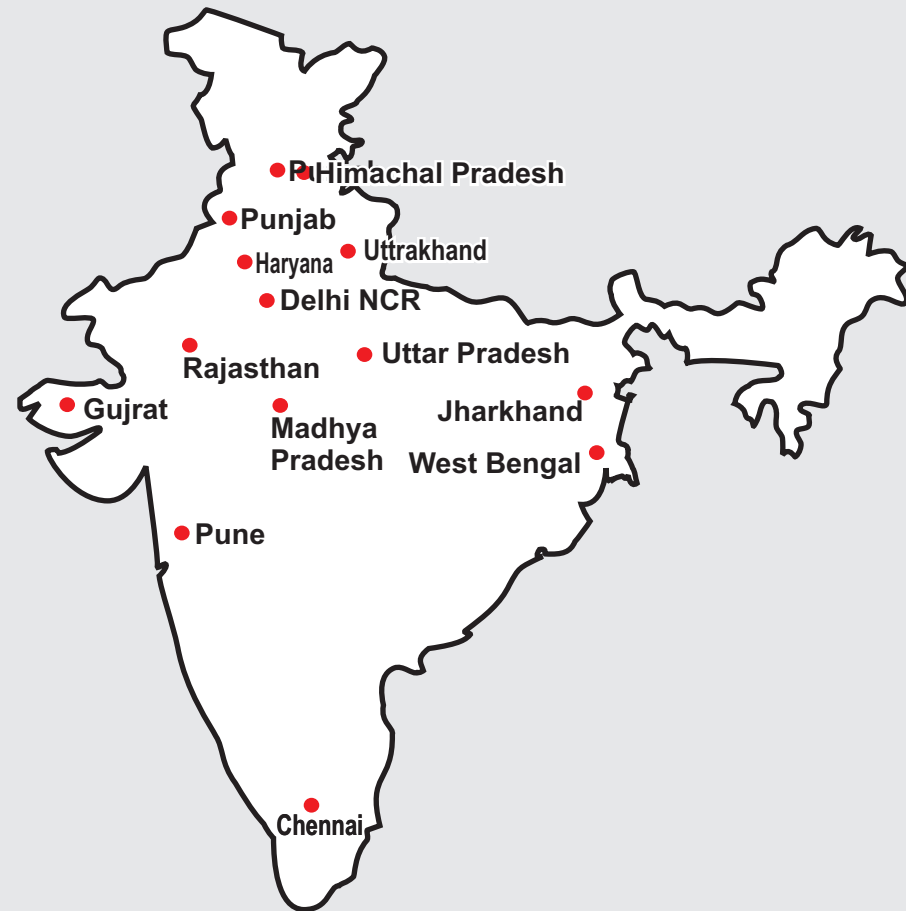 Himachal Pradesh
Punjab
Uttrakhand
Haryana
Delhi NCR
Rajasthan
Uttar Pradesh
Gujrat
Madhya
Pradesh
Jharkhand
West Bengal
Pune
Chennai